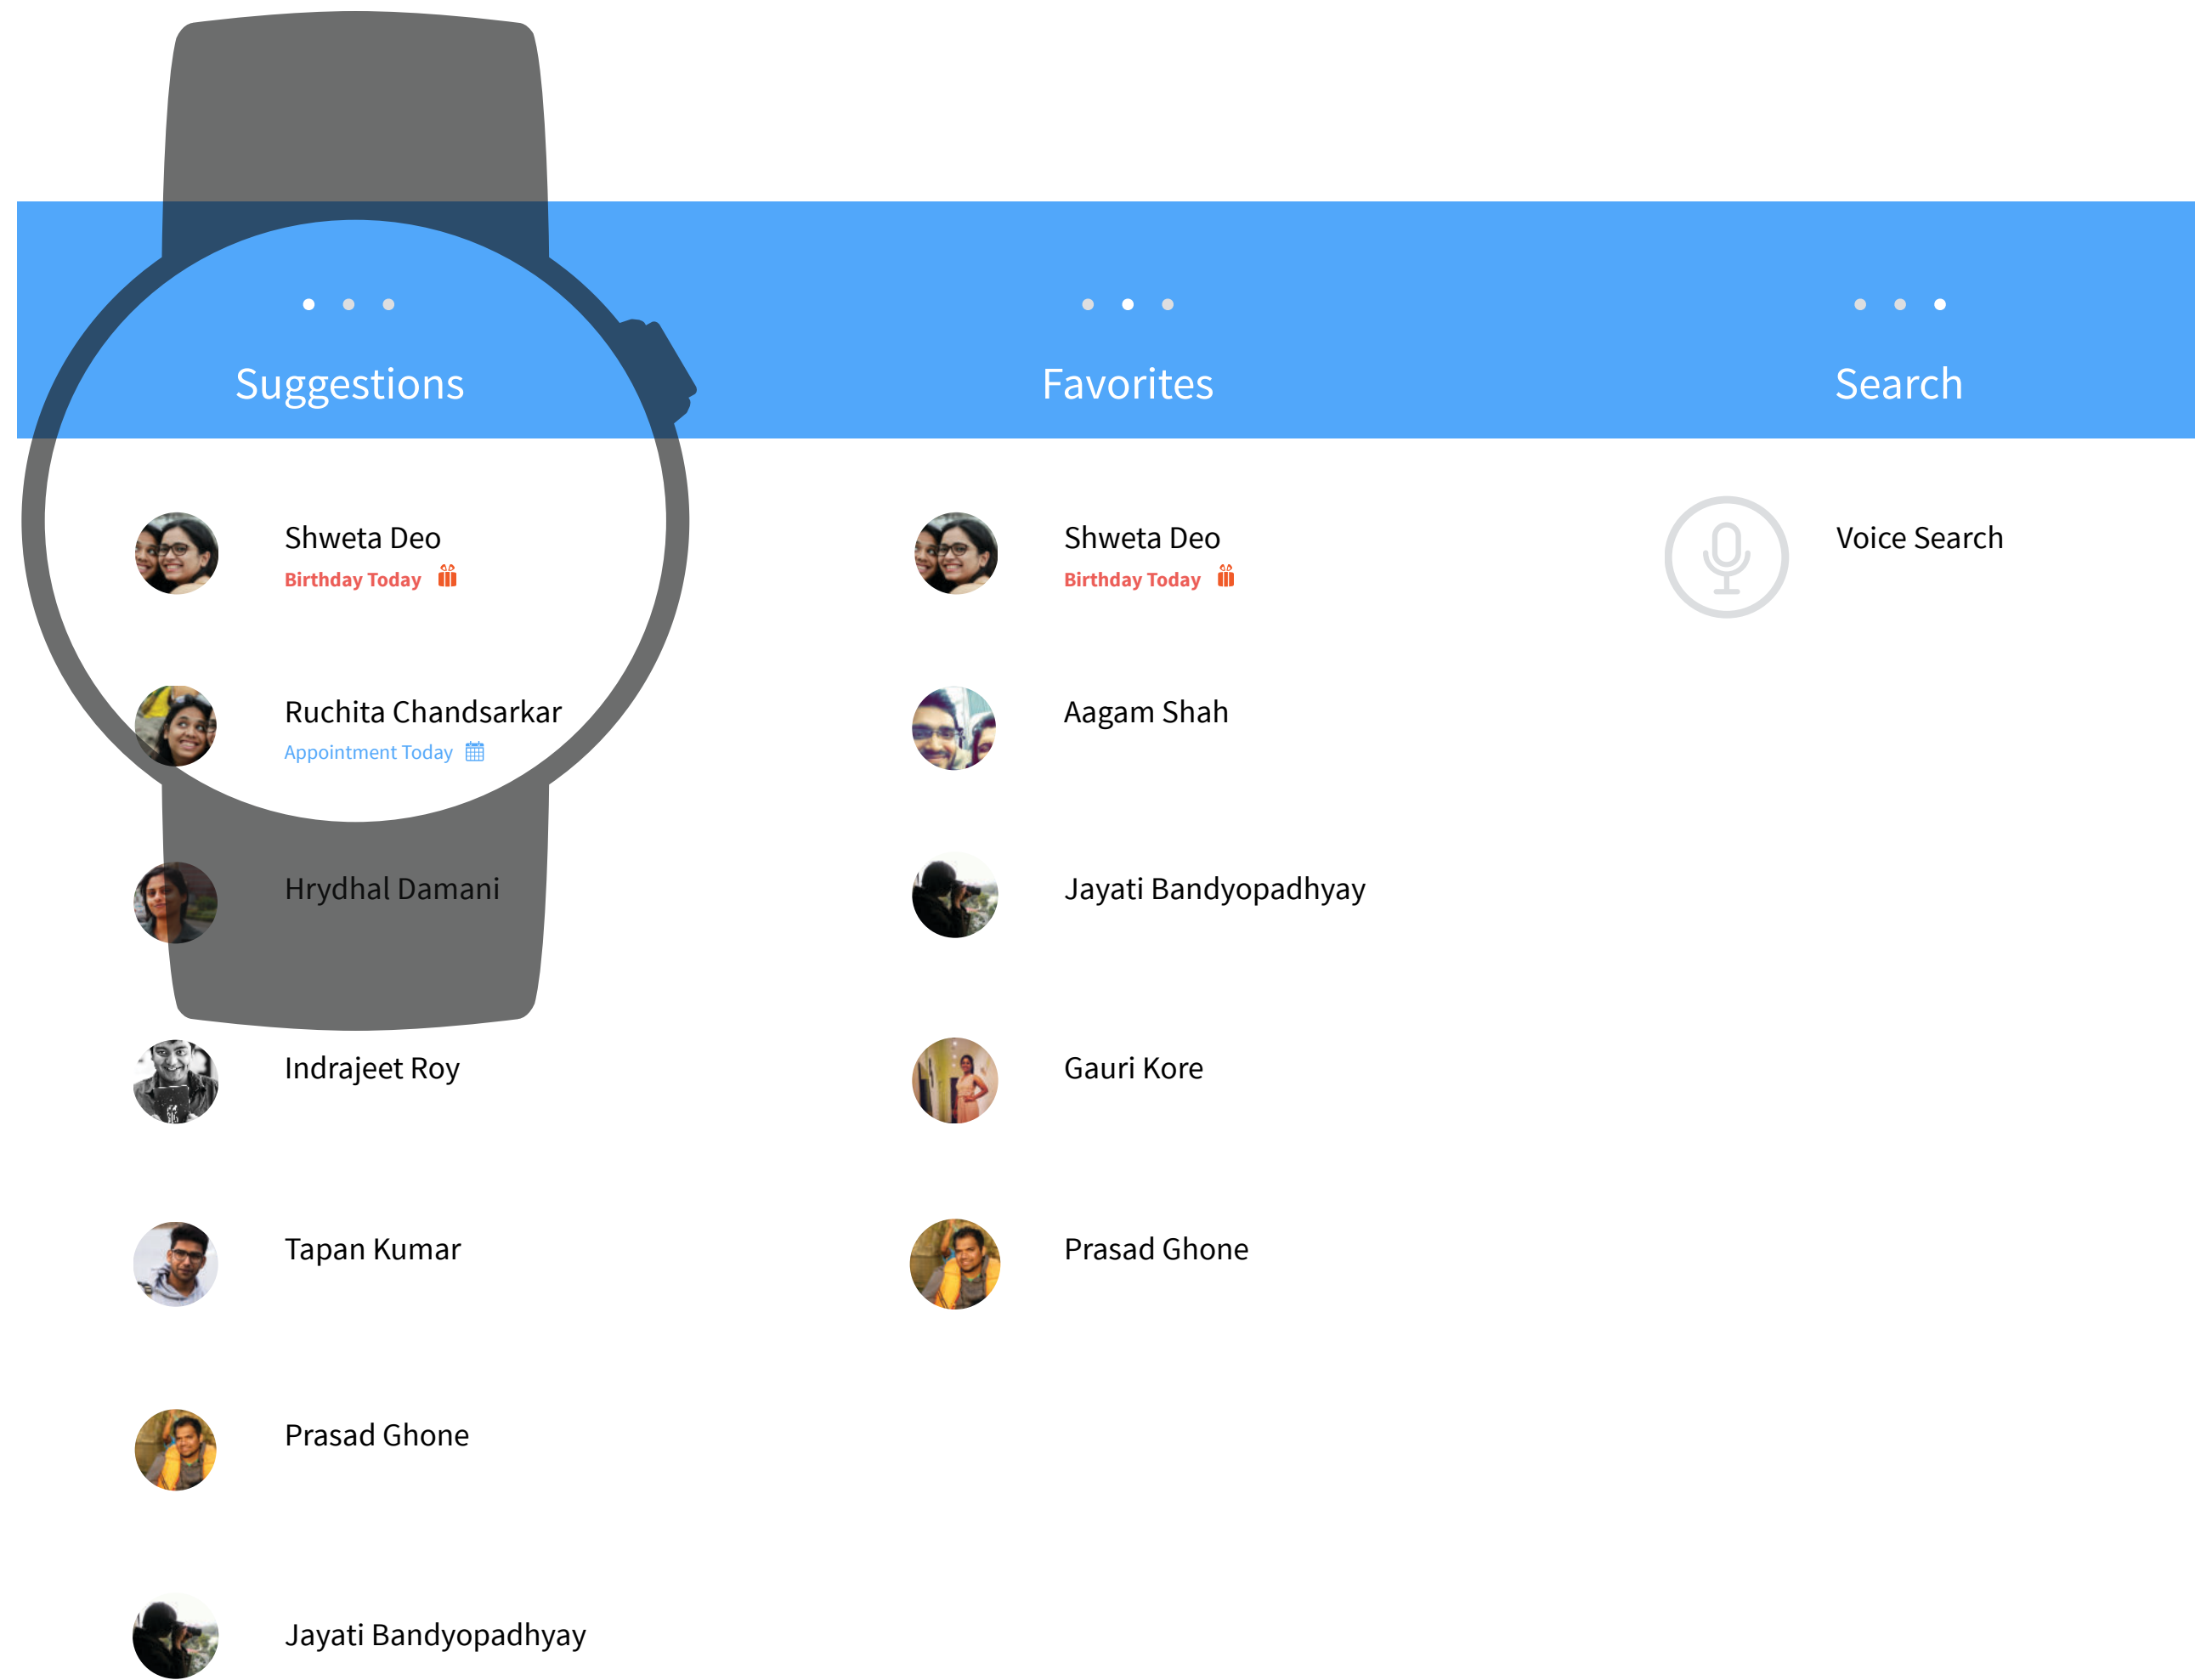 Suggestions
Favorites
Search
Shweta Deo
Birthday Today
Shweta Deo
Birthday Today
Voice Search
Ruchita Chandsarkar
Appointment Today
Aagam Shah
Hrydhal Damani
Jayati Bandyopadhyay
Indrajeet Roy
Gauri Kore
Tapan Kumar
Prasad Ghone
Prasad Ghone
Jayati Bandyopadhyay